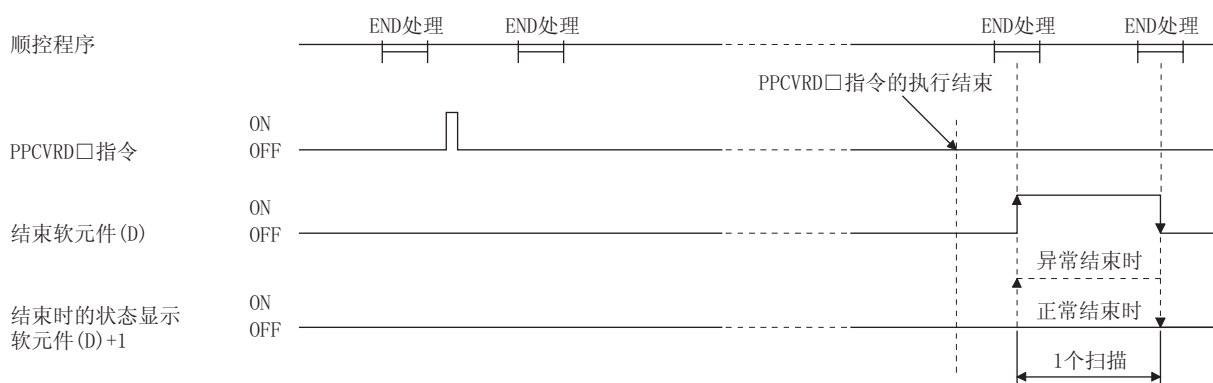 END处理 END处理 END处理 END处理
顺控程序
PPCVRD□指令的执行结束
ON
PPCVRD□指令 OFF
ON
结束软元件(D) OFF
异常结束时
ON
结束时的状态显示 OFF 正常结束时
软元件(D)+1
1个扫描